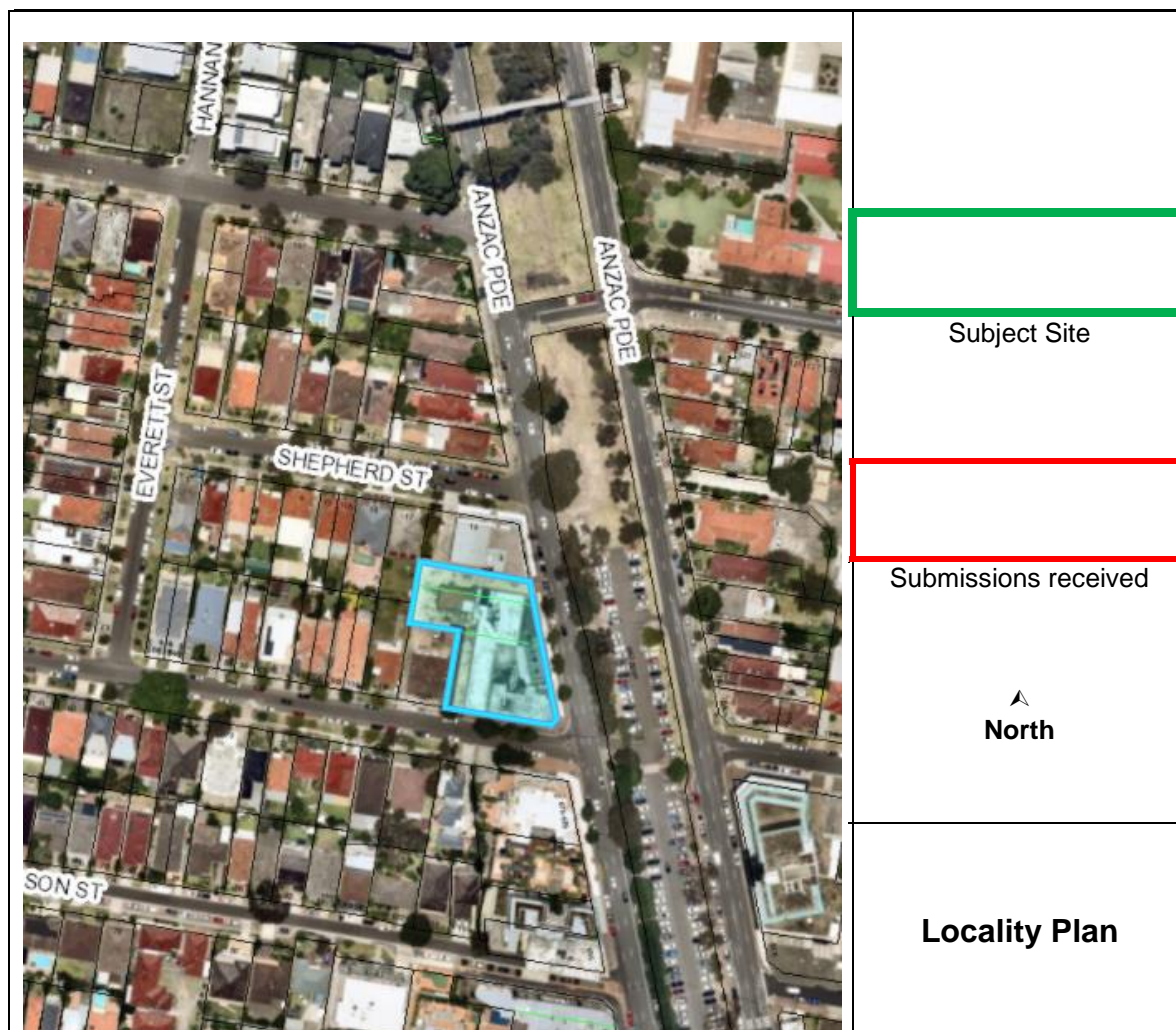 HANNAN
ANZAC PDE
ANZAC PDE
EVERETT ST
SHEPHERD ST
SON ST
Subject Site
Submissions received
North
Locality Plan